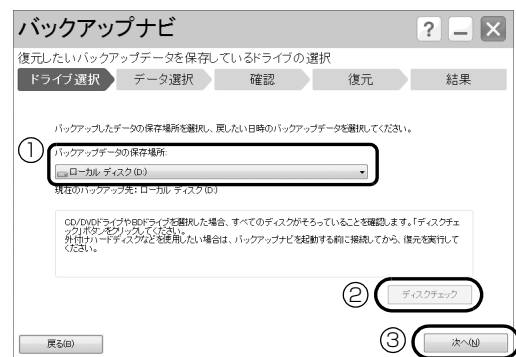 バックアップナビ
? － ×
復元したいバックアップデータを保存しているドライブの選択
ドライブ選択 データ選択 確認 復元 結果
バックアップしたデータの保存場所を選択し、戻したい日時のバックアップデータを選択してください。
①
バックアップデータの保存場所:
ローカル ディスク(D:)
現在のバックアップ先：ローカル ディスク(D:)
CD/DVDドライブやBDドライブを選択した場合、すべてのディスクがそろっていることを確認します。「ディスクチェ
ック」ボタンをクリックしてください。
外付けハードディスクなどを使用したい場合は、バックアップナビを起動する前に接続してから、復元を実行して
ください。
② ディスクチェック
戻る(B) ③ 次へ(N)